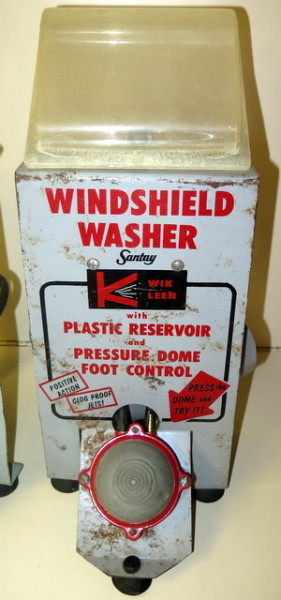 WINDSHIELD
WASHER
Santay
KWIK
KLEEN
with
PLASTIC RESERVOIR
and
PRESSURE DOME
FOOT CONTROL
POSITIVE
ACTION
CLOG PROOF
JETS!
PRESS the
DOME and
TRY IT!